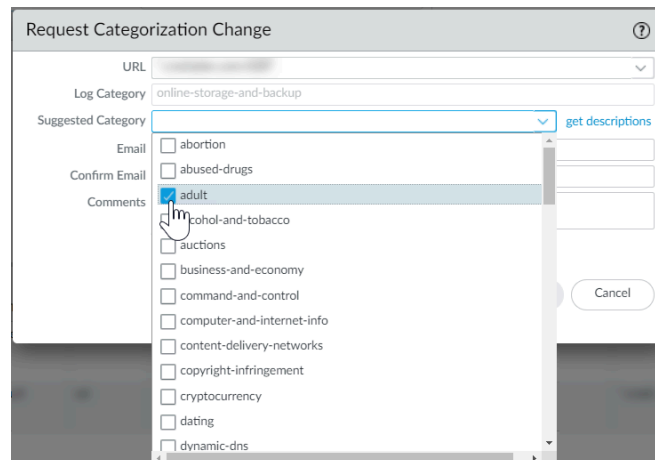 Request Categorization Change
URL
Log Category online-storage-and-backup
Suggested Category get descriptions
Email
Confirm Email
Comments
abortion
abused-drugs
adult
cohol-and-tobacco
auctions
business-and-economy
command-and-control
computer-and-internet-info
content-delivery-networks
copyright-infringement
cryptocurrency
dating
dynamic-dns
Cancel